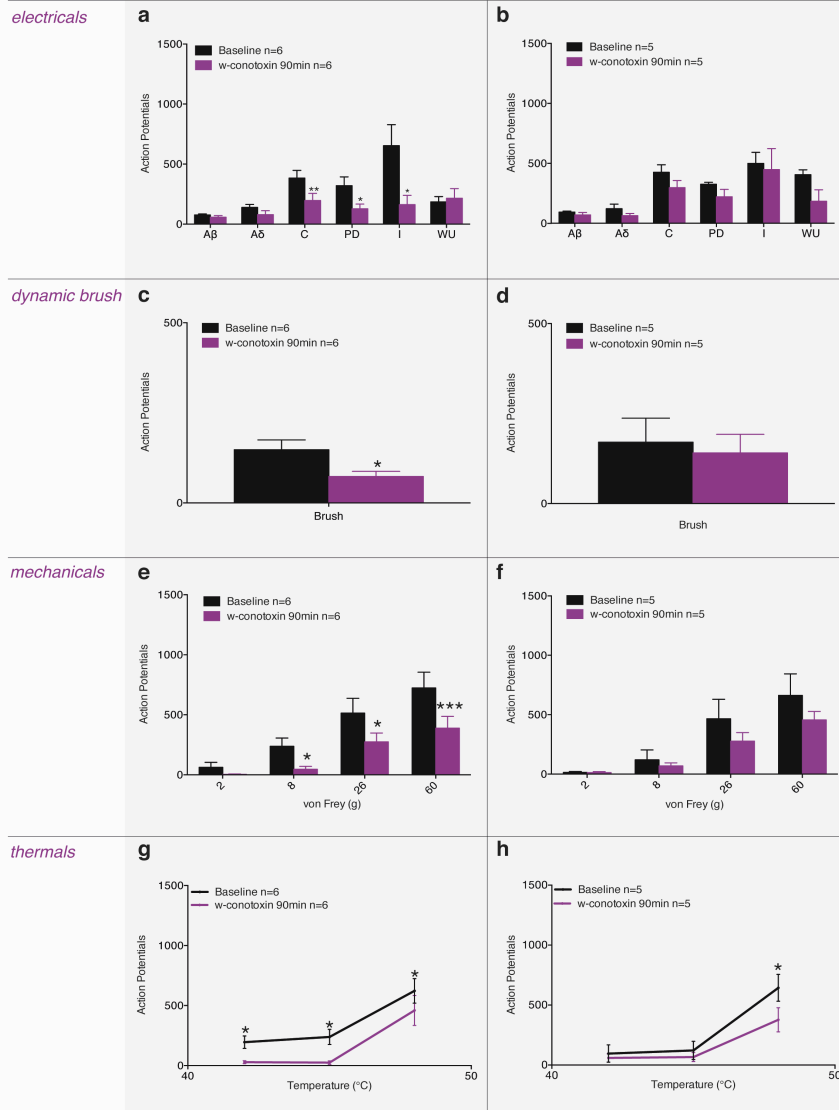 electricals
a
Baseline n=6
w-conotoxin 90min n=6
Action Potentials
1500
1000
500
0
** * *
Aβ Aδ C PD I WU
b
Baseline n=5
w-conotoxin 90min n=5
Action Potentials
1500
1000
500
0
Aβ Aδ C PD I WU
dynamic brush
c
Baseline n=6
w-conotoxin 90min n=6
Action Potentials
500
0
*
Brush
d
Baseline n=5
w-conotoxin 90min n=5
Action Potentials
500
0
Brush
mechanicals
e
Baseline n=6
w-conotoxin 90min n=6
Action Potentials
1500
1000
500
0
* * ***
2 8 26 60
von Frey (g)
f
Baseline n=5
w-conotoxin 90min n=5
Action Potentials
1500
1000
500
0
2 8 26 60
von Frey (g)
thermals
g
Baseline n=6
w-conotoxin 90min n=6
Action Potentials
1500
1000
500
0
* * *
40 50
Temperature (°C)
h
Baseline n=5
w-conotoxin 90min n=5
Action Potentials
1500
1000
500
0
*
40 50
Temperature (°C)